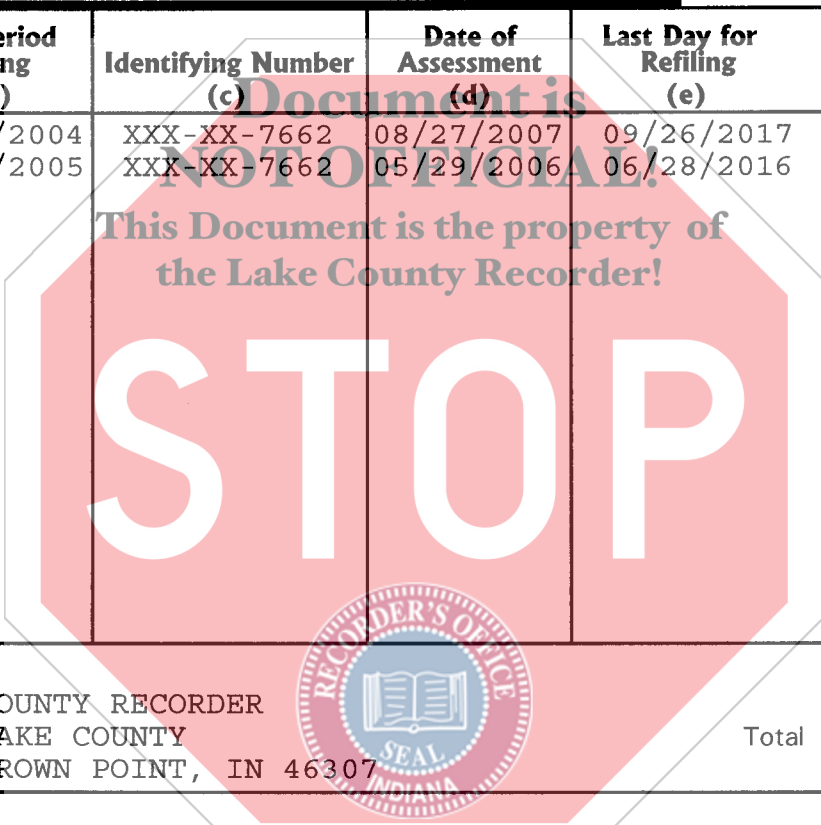 eriod
ng
)
Identifying Number
(c)
Date of
Assessment
(d)
Last Day for
Refiling
(e)
/2004 XXX-XX-7662 08/27/2007 09/26/2017
/2005 XXX-XX-7662 05/29/2006 06/28/2016
Document is
NOT OFFICIAL!
This Document is the property of
the Lake County Recorder!
STOP
RECORDER'S OFFICE
SEAL
INDIANA
OUNTY RECORDER
AKE COUNTY
ROWN POINT, IN 46307
Total